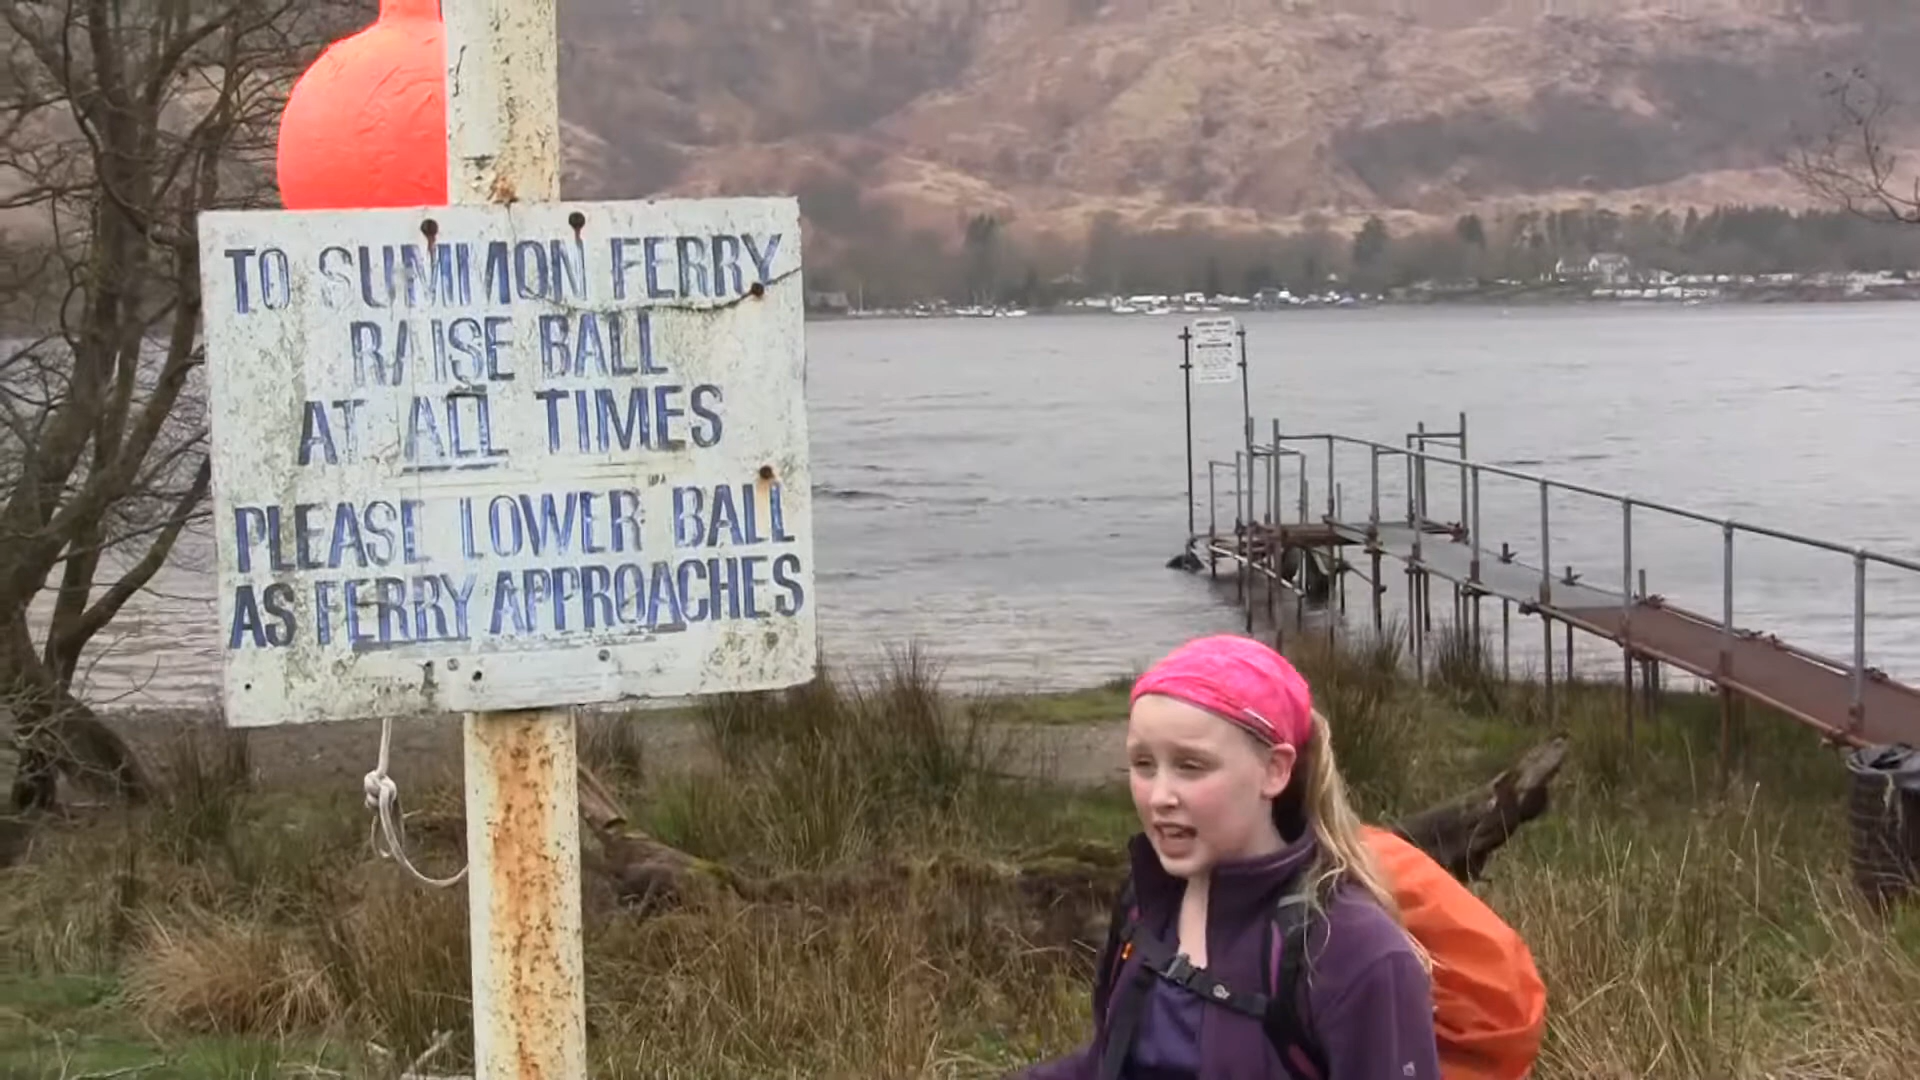 TO SUMMON FERRY
RAISE BALL
AT ALL TIMES
PLEASE LOWER BALL
AS FERRY APPROACHES